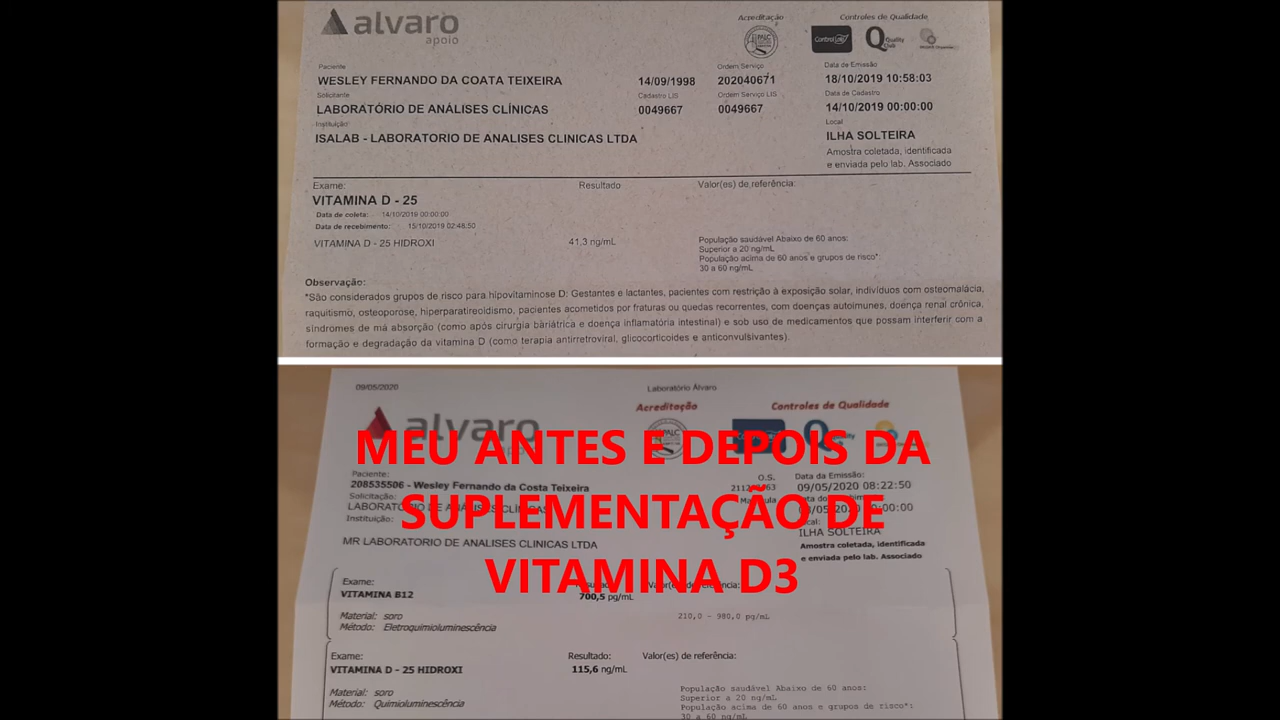 alvaro
apoio
Acreditação
Controles de Qualidade
PALC
ControlLab
Quality
Club
Paciente
WESLEY FERNANDO DA COATA TEIXEIRA
14/09/1998
Ordem Serviço
202040671
Data de Emissão
18/10/2019 10:58:03
Solicitante
LABORATÓRIO DE ANÁLISES CLÍNICAS
Cadastro LIS
0049667
Ordem Serviço LIS
0049667
Data de Cadastro
14/10/2019 00:00:00
Instituição:
ISALAB - LABORATORIO DE ANALISES CLINICAS LTDA
Local
ILHA SOLTEIRA
Amostra coletada, identificada
e enviada pelo lab. Associado
Exame:
Resultado
Valor(es) de referência:
VITAMINA D - 25
Data de coleta: 14/10/2019 00:00:00
Data de recebimento: 15/10/2019 02:46:50
VITAMINA D - 25 HIDROXI
41,3 ng/mL
População saudável Abaixo de 60 anos:
Superior a 20 ng/mL
População acima de 60 anos e grupos de risco*:
30 a 60 ng/mL
Observação:
*São considerados grupos de risco para hipovitaminose D: Gestantes e lactantes, pacientes com restrição à exposição solar, indivíduos com osteomalácia,
raquitismo, osteoporose, hiperparatireoidismo, pacientes acometidos por fraturas ou quedas recorrentes, com doenças autoimunes, doença renal crônica,
síndromes de má absorção (como após cirurgia bariátrica e doença inflamatória intestinal) e sob uso de medicamentos que possam interferir com a
formação e degradação da vitamina D (como terapia antirretroviral, glicocorticoides e anticonvulsivantes).
09/05/2020
Laboratório Álvaro
Acreditação
Controles de Qualidade
alvaro
PALC
MEU ANTES E DEPOIS DA
SUPLEMENTAÇÃO DE
VITAMINA D3
Paciente:
208535506 - Wesley Fernando da Costa Teixeira
O.S.
Data da Emissão:
09/05/2020 08:22:50
Solicitação:
Instituição:
MR LABORATORIO DE ANALISES CLINICAS LTDA
ILHA SOLTEIRA
Amostra coletada, identificada
e enviada pelo lab. Associado
Exame:
VITAMINA B12
700,5 pg/mL
Material: soro
Método: Eletroquimioluminescência
210,0 - 980,0 pg/mL
Exame:
Resultado:
Valor(es) de referência:
VITAMINA D - 25 HIDROXI
115,6 ng/mL
Material: soro
Método: Quimioluminescência
População saudável Abaixo de 60 anos:
Superior a 20 ng/mL
População acima de 60 anos e grupos de risco*:
30 a 60 ng/mL